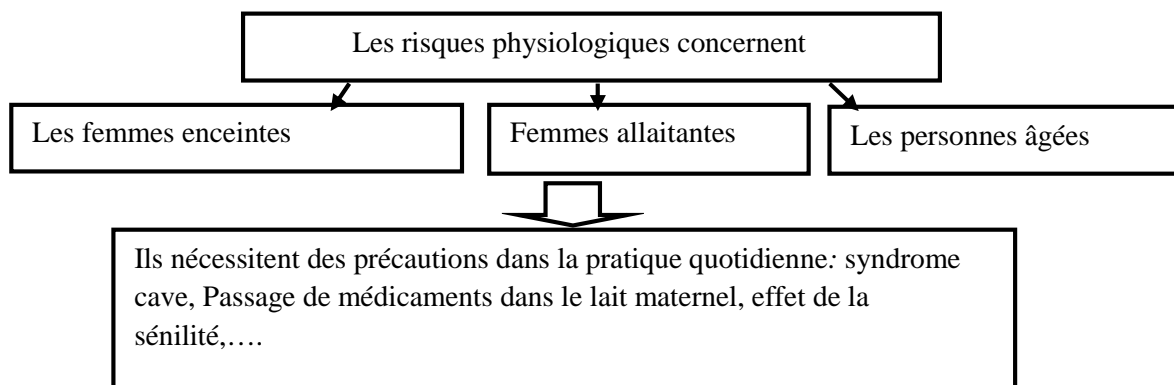 Les risques physiologiques concernent
Les femmes enceintes
Femmes allaitantes
Les personnes âgées
Ils nécessitent des précautions dans la pratique quotidienne: syndrome
cave, Passage de médicaments dans le lait maternel, effet de la
sénilité,….